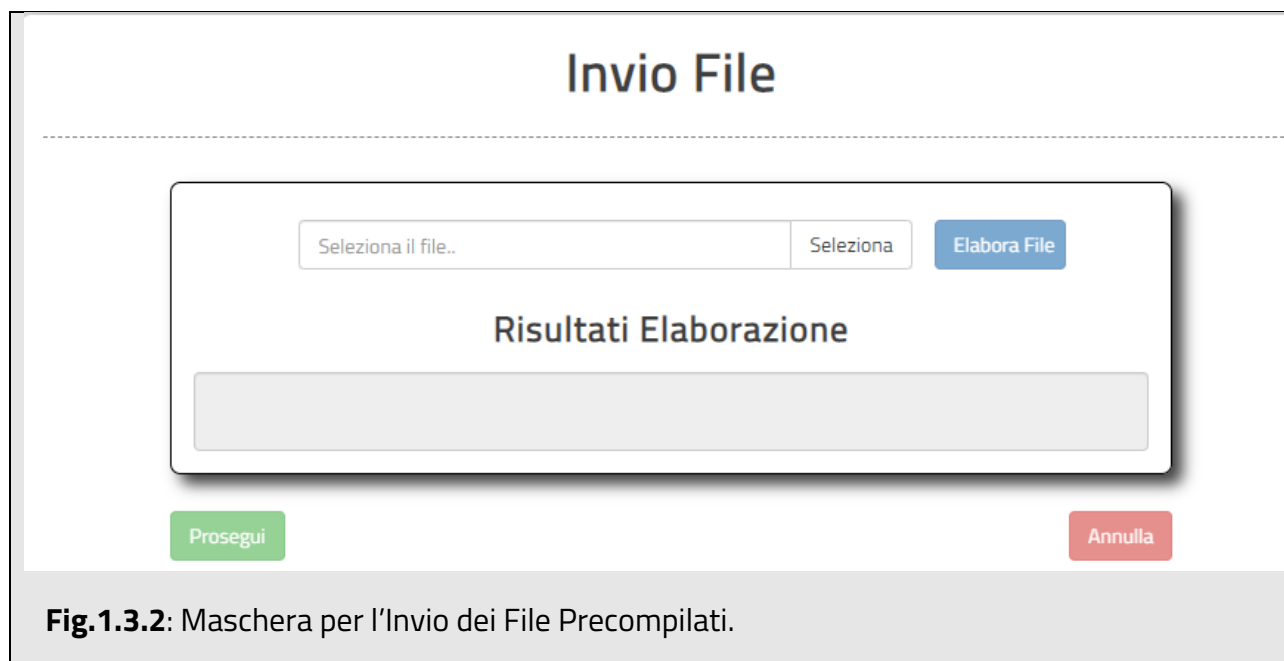 Invio File
Seleziona il file..
Seleziona
Elabora File
Risultati Elaborazione
Prosegui
Annulla
Fig.1.3.2: Maschera per l’Invio dei File Precompilati.